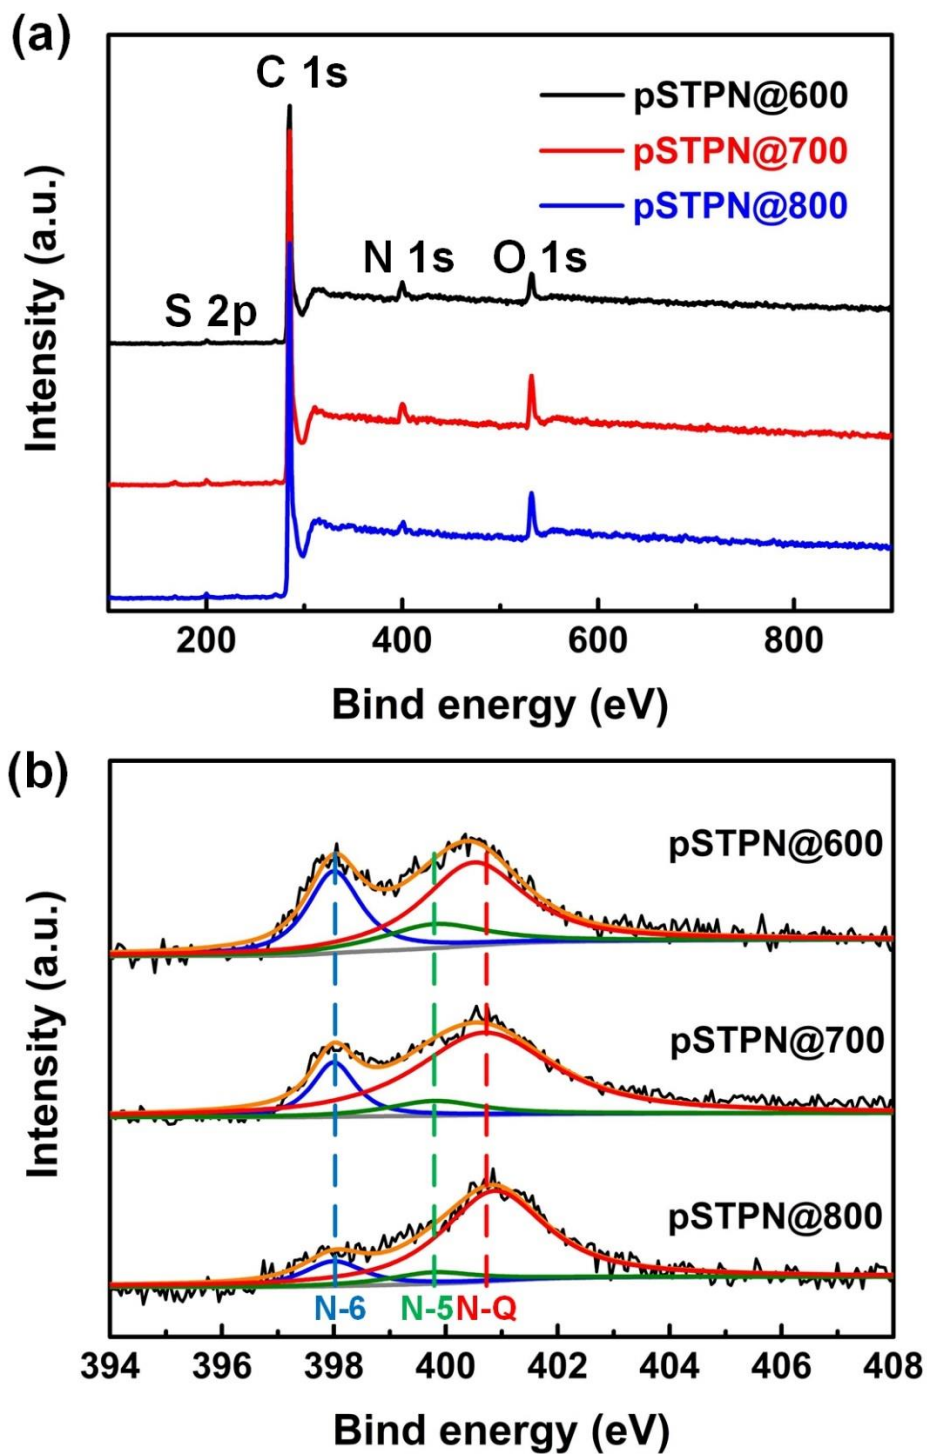 (a)
C 1s
pSTPN@600
pSTPN@700
pSTPN@800
N 1s
O 1s
S 2p
Intensity (a.u.)
200 400 600 800
Bind energy (eV)
(b)
pSTPN@600
pSTPN@700
pSTPN@800
Intensity (a.u.)
N-6 N-5 N-Q
394 396 398 400 402 404 406 408
Bind energy (eV)